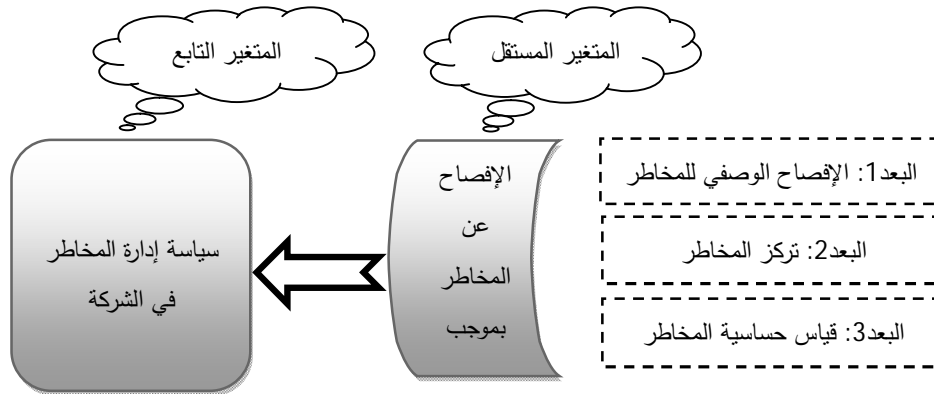 المتغير المستقل
المتغير التابع
البعد1: الإفصاح الوصفي للمخاطر
البعد2: تركز المخاطر
البعد3: قياس حساسية المخاطر
الإفصاح
عن
المخاطر
بموجب
سياسة إدارة المخاطر
في الشركة